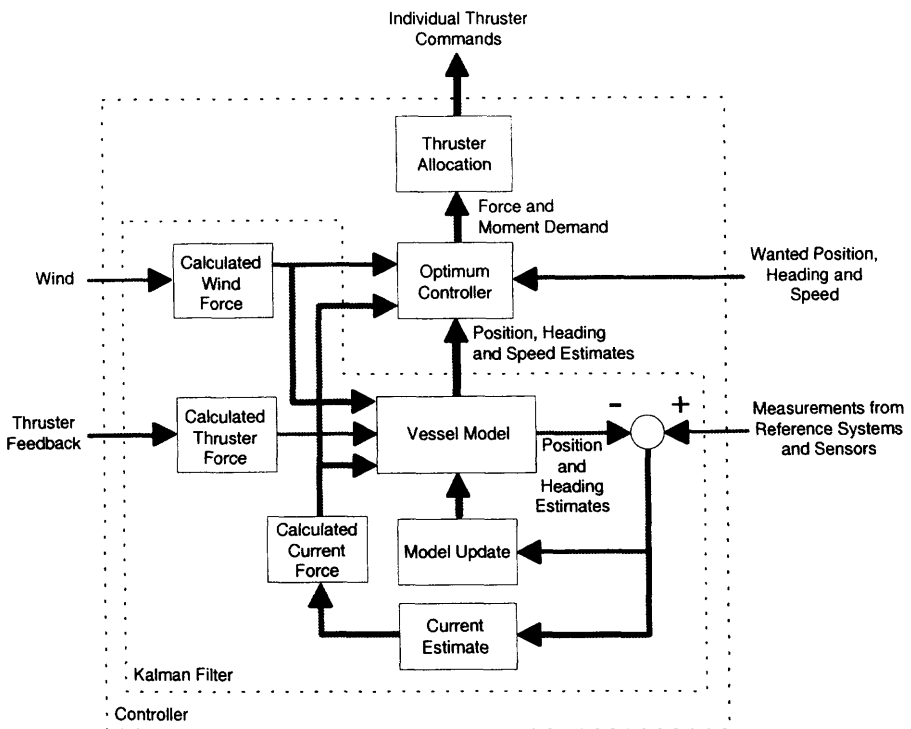 Individual Thruster
Commands
Thruster
Allocation
Force and
Moment Demand
Wind
Calculated
Wind
Force
Optimum
Controller
Wanted Position,
Heading and
Speed
Position, Heading
and Speed Estimates
Thruster
Feedback
Calculated
Thruster
Force
Vessel Model
-
+
Position
and
Heading
Estimates
Measurements from
Reference Systems
and Sensors
Calculated
Current
Force
Model Update
Current
Estimate
Kalman Filter
Controller